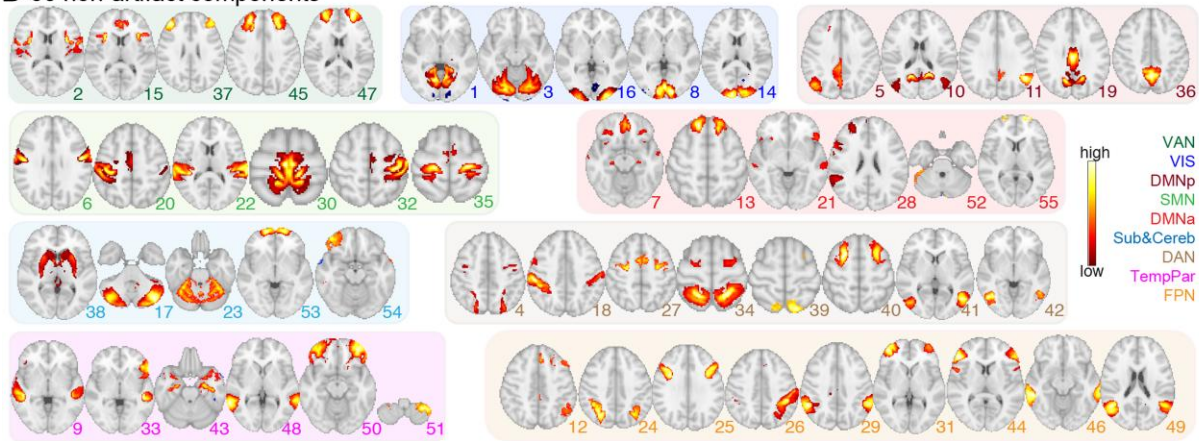 2 15 37 45 47
1 3 16 8 14
5 10 11 19 36
6 20 22 30 32 35
7 13 21 28 52 55
high
low
VAN
VIS
DMNp
SMN
DMNa
Sub&Cereb
DAN
TempPar
FPN
38 17 23 53 54
4 18 27 34 39 40 41 42
9 33 43 48 50 51
12 24 25 26 29 31 44 46 49